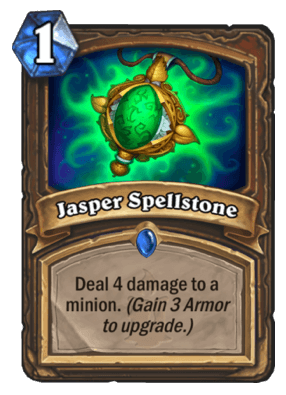 1
Jasper Spellstone
Deal 4 damage to a
minion. (Gain 3 Armor
to upgrade.)